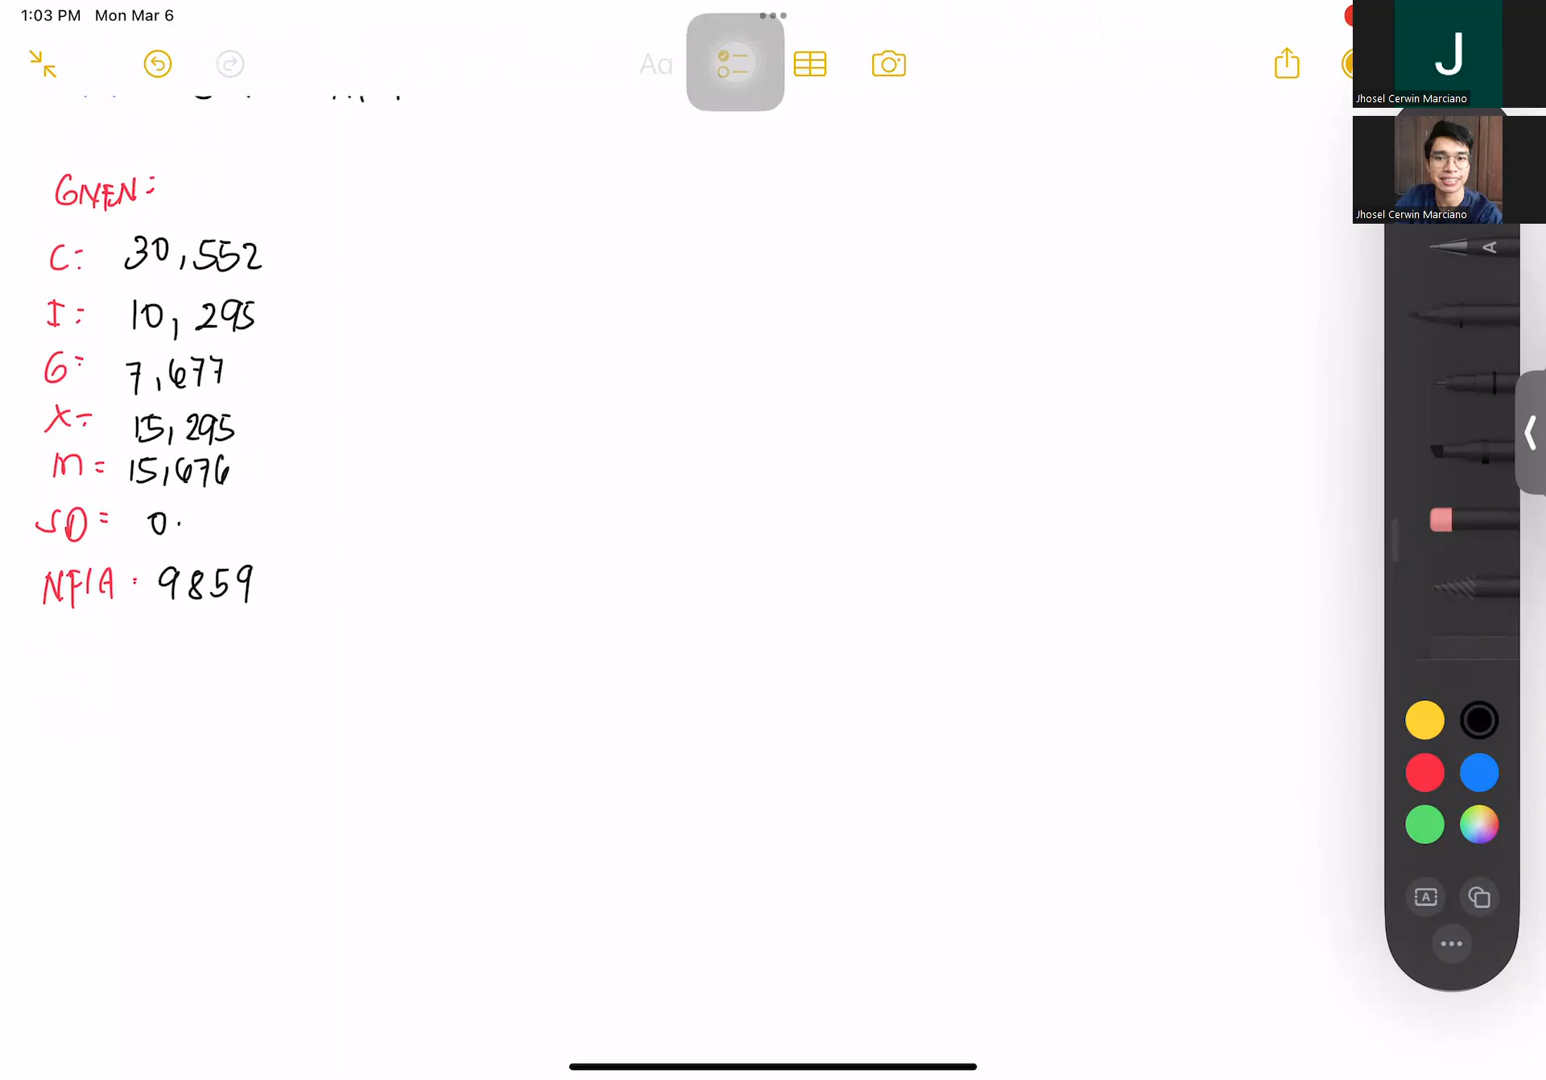 1:03 PM Mon Mar 6
Aa
J
Jhosel Cerwin Marciano
Jhosel Cerwin Marciano
GIVEN:
C: 30,552
I: 10,295
G: 7,677
X= 15,295
m= 15,676
SD= 0.
NFIA: 9859
A
A